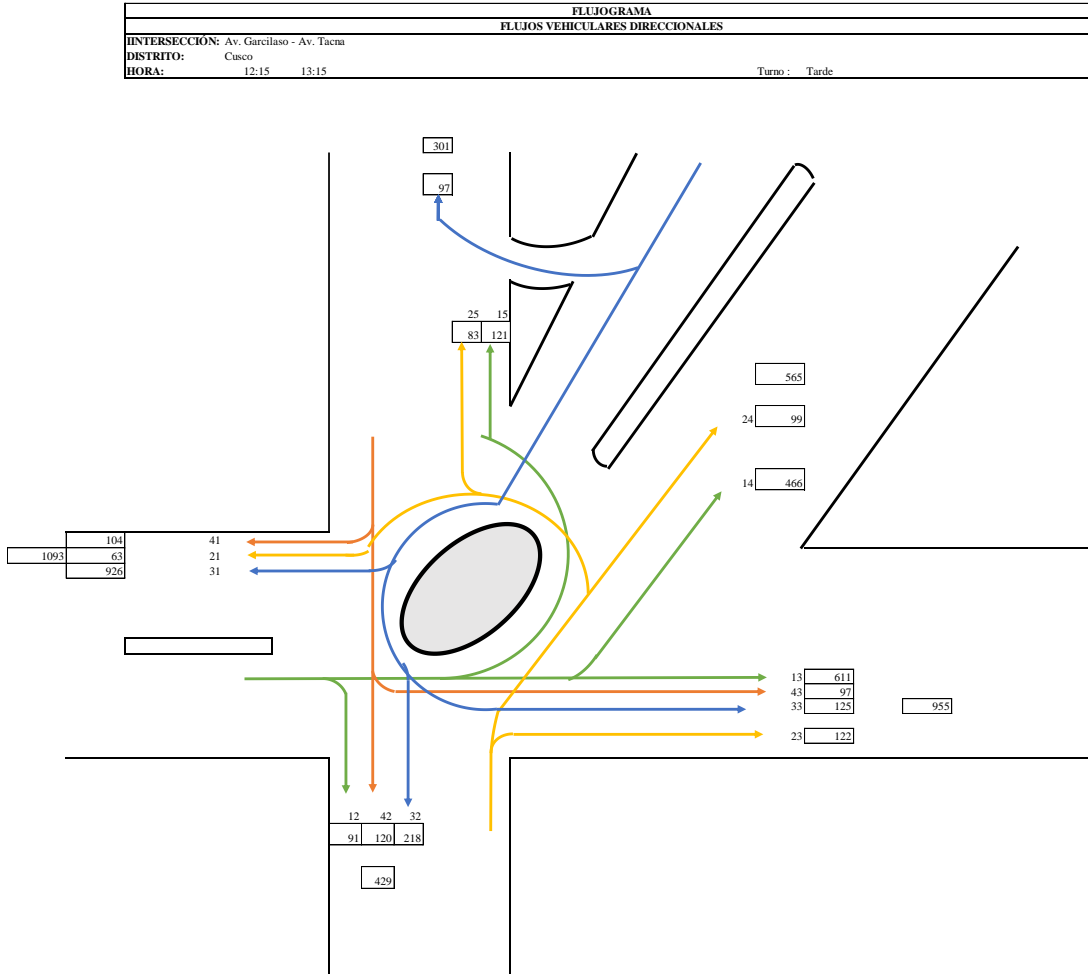 FLUJOGRAMA
FLUJOS VEHICULARES DIRECCIONALES
IINTERSECCIÓN: Av. Garcilaso - Av. Tacna
DISTRITO: Cusco
HORA: 12:15 13:15 Turno : Tarde
301
97
25 15
83 121
565
24 99
14 466
104 41
1093 63 21
926 31
13 611
43 97
33 125 955
23 122
12 42 32
91 120 218
429